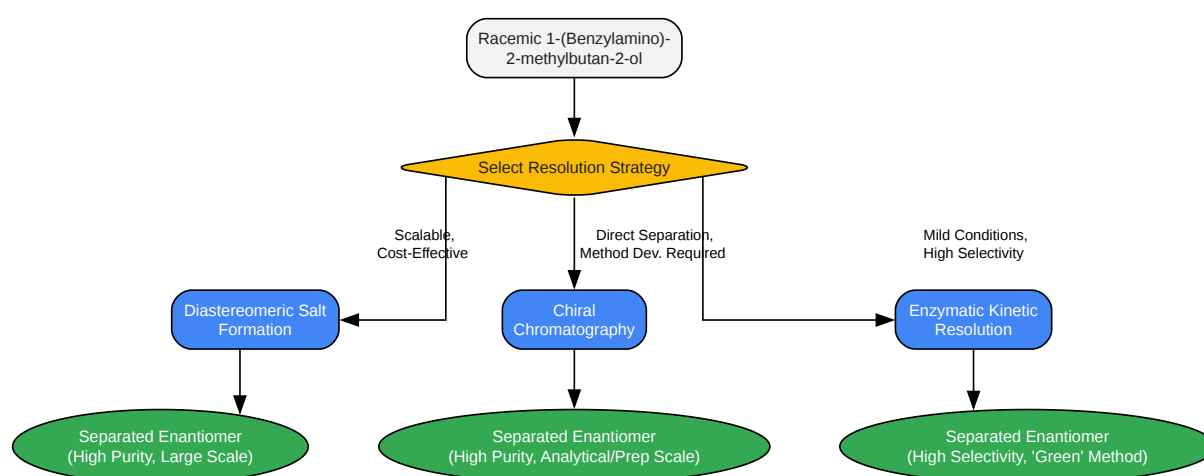 Racemic 1-(Benzylamino)-
2-methylbutan-2-ol
Select Resolution Strategy
Scalable,
Cost-Effective
Direct Separation,
Method Dev. Required
Mild Conditions,
High Selectivity
Diastereomeric Salt
Formation
Chiral
Chromatography
Enzymatic Kinetic
Resolution
Separated Enantiomer
(High Purity, Large Scale)
Separated Enantiomer
(High Purity, Analytical/Prep Scale)
Separated Enantiomer
(High Selectivity, 'Green' Method)